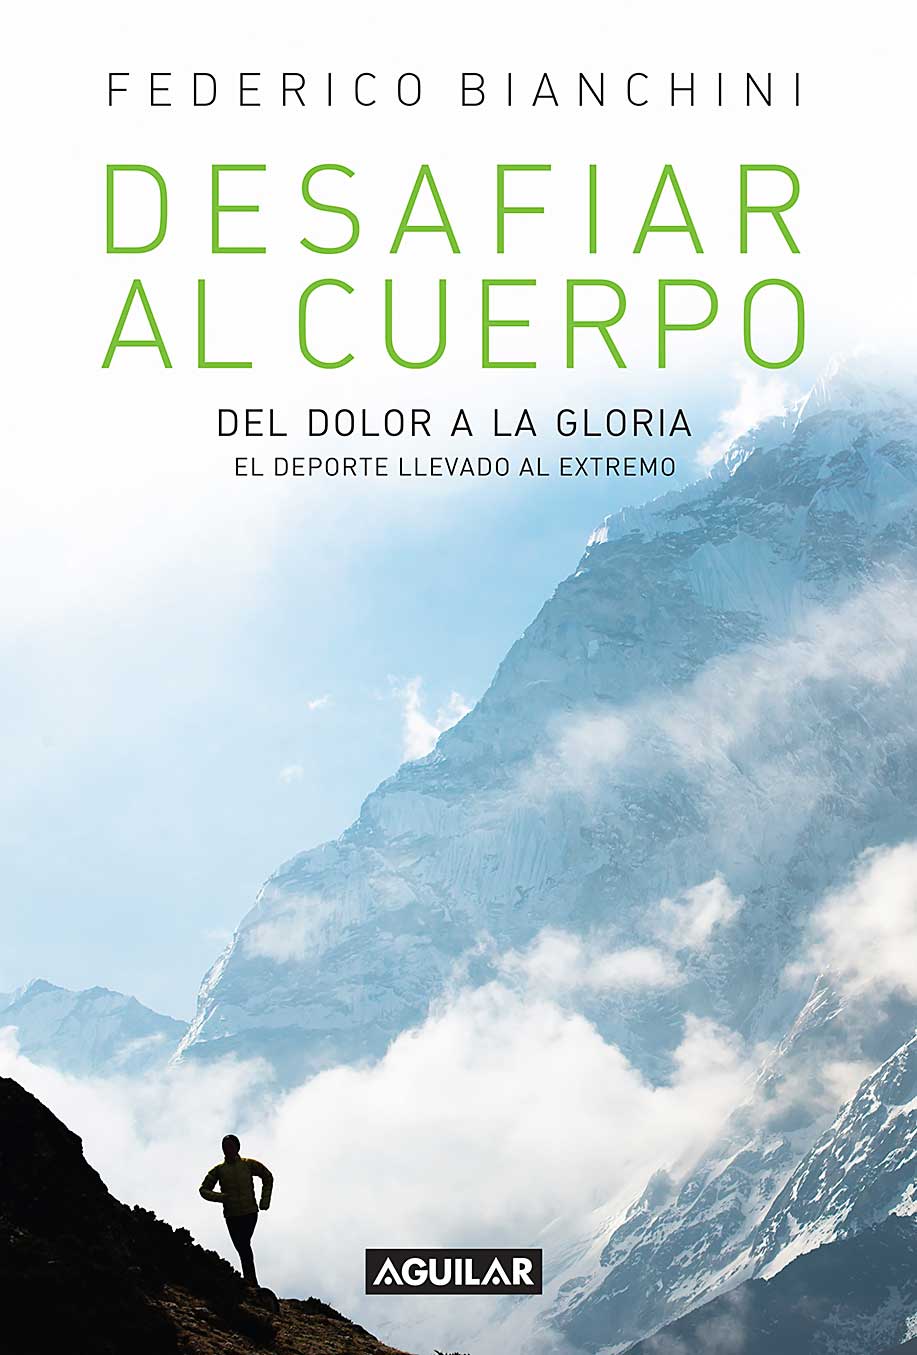 FEDERICO BIANCHINI
DESAFIAR
AL CUERPO
DEL DOLOR A LA GLORIA
EL DEPORTE LLEVADO AL EXTREMO
AGUILAR